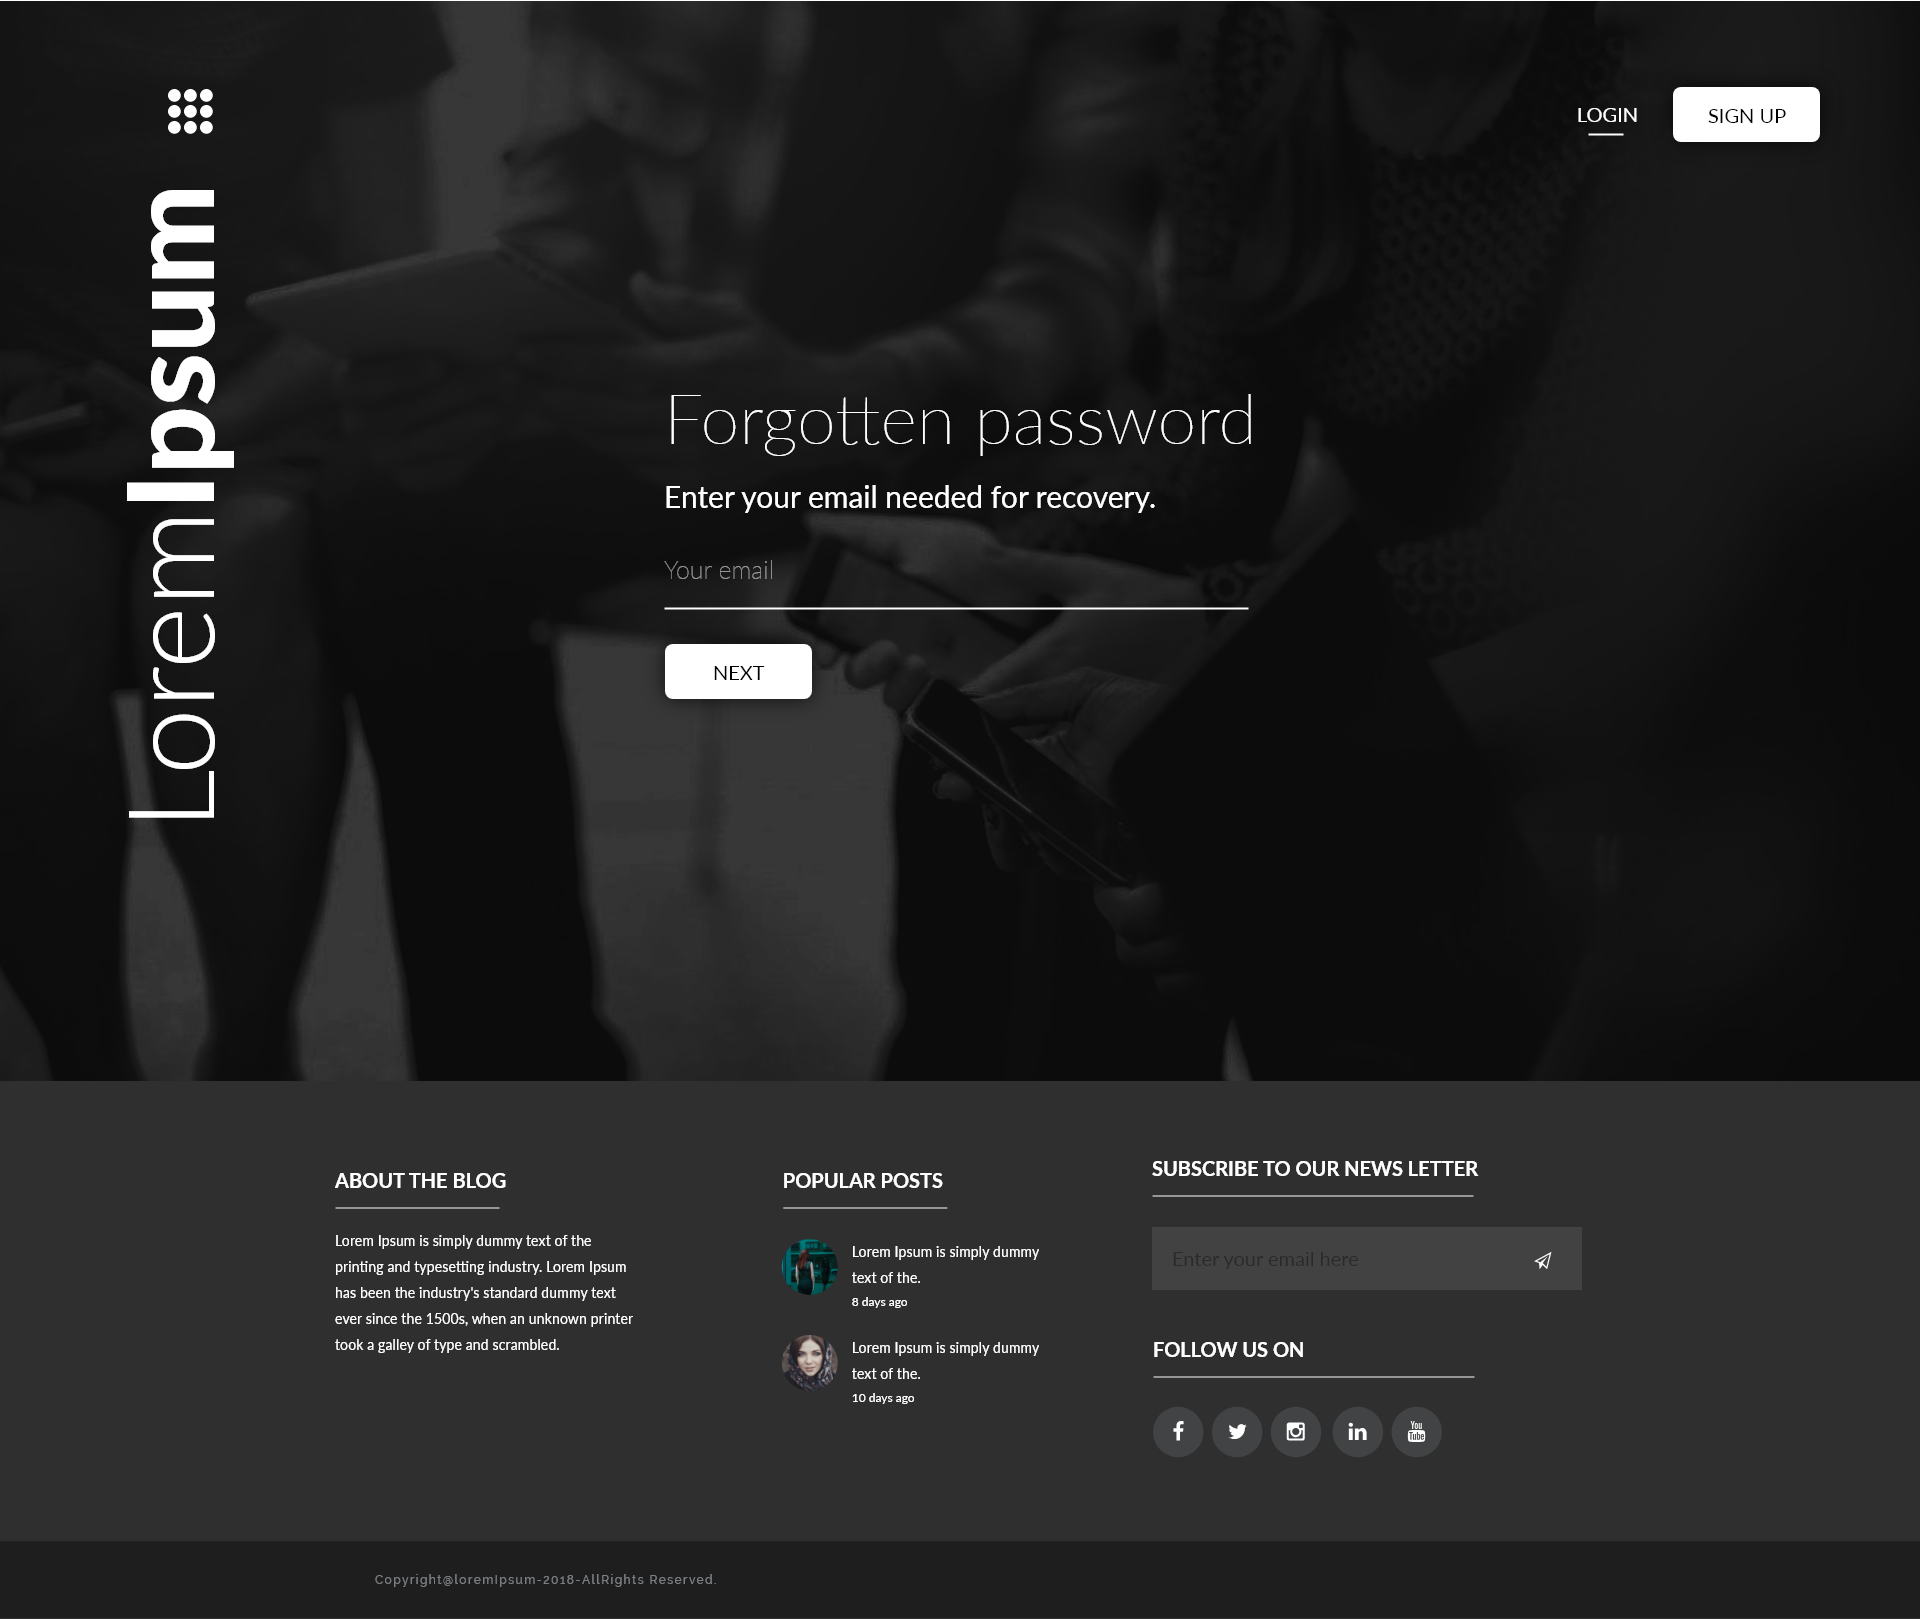 LOGIN
SIGN UP
LoremIpsum
Forgotten password
Enter your email needed for recovery.
Your email
NEXT
ABOUT THE BLOG
Lorem Ipsum is simply dummy text of the
printing and typesetting industry. Lorem Ipsum
has been the industry's standard dummy text
ever since the 1500s, when an unknown printer
took a galley of type and scrambled.
POPULAR POSTS
Lorem Ipsum is simply dummy
text of the.
8 days ago
Lorem Ipsum is simply dummy
text of the.
10 days ago
SUBSCRIBE TO OUR NEWS LETTER
Enter your email here
FOLLOW US ON
You
Tube
Copyright@loremIpsum-2018-AllRights Reserved.